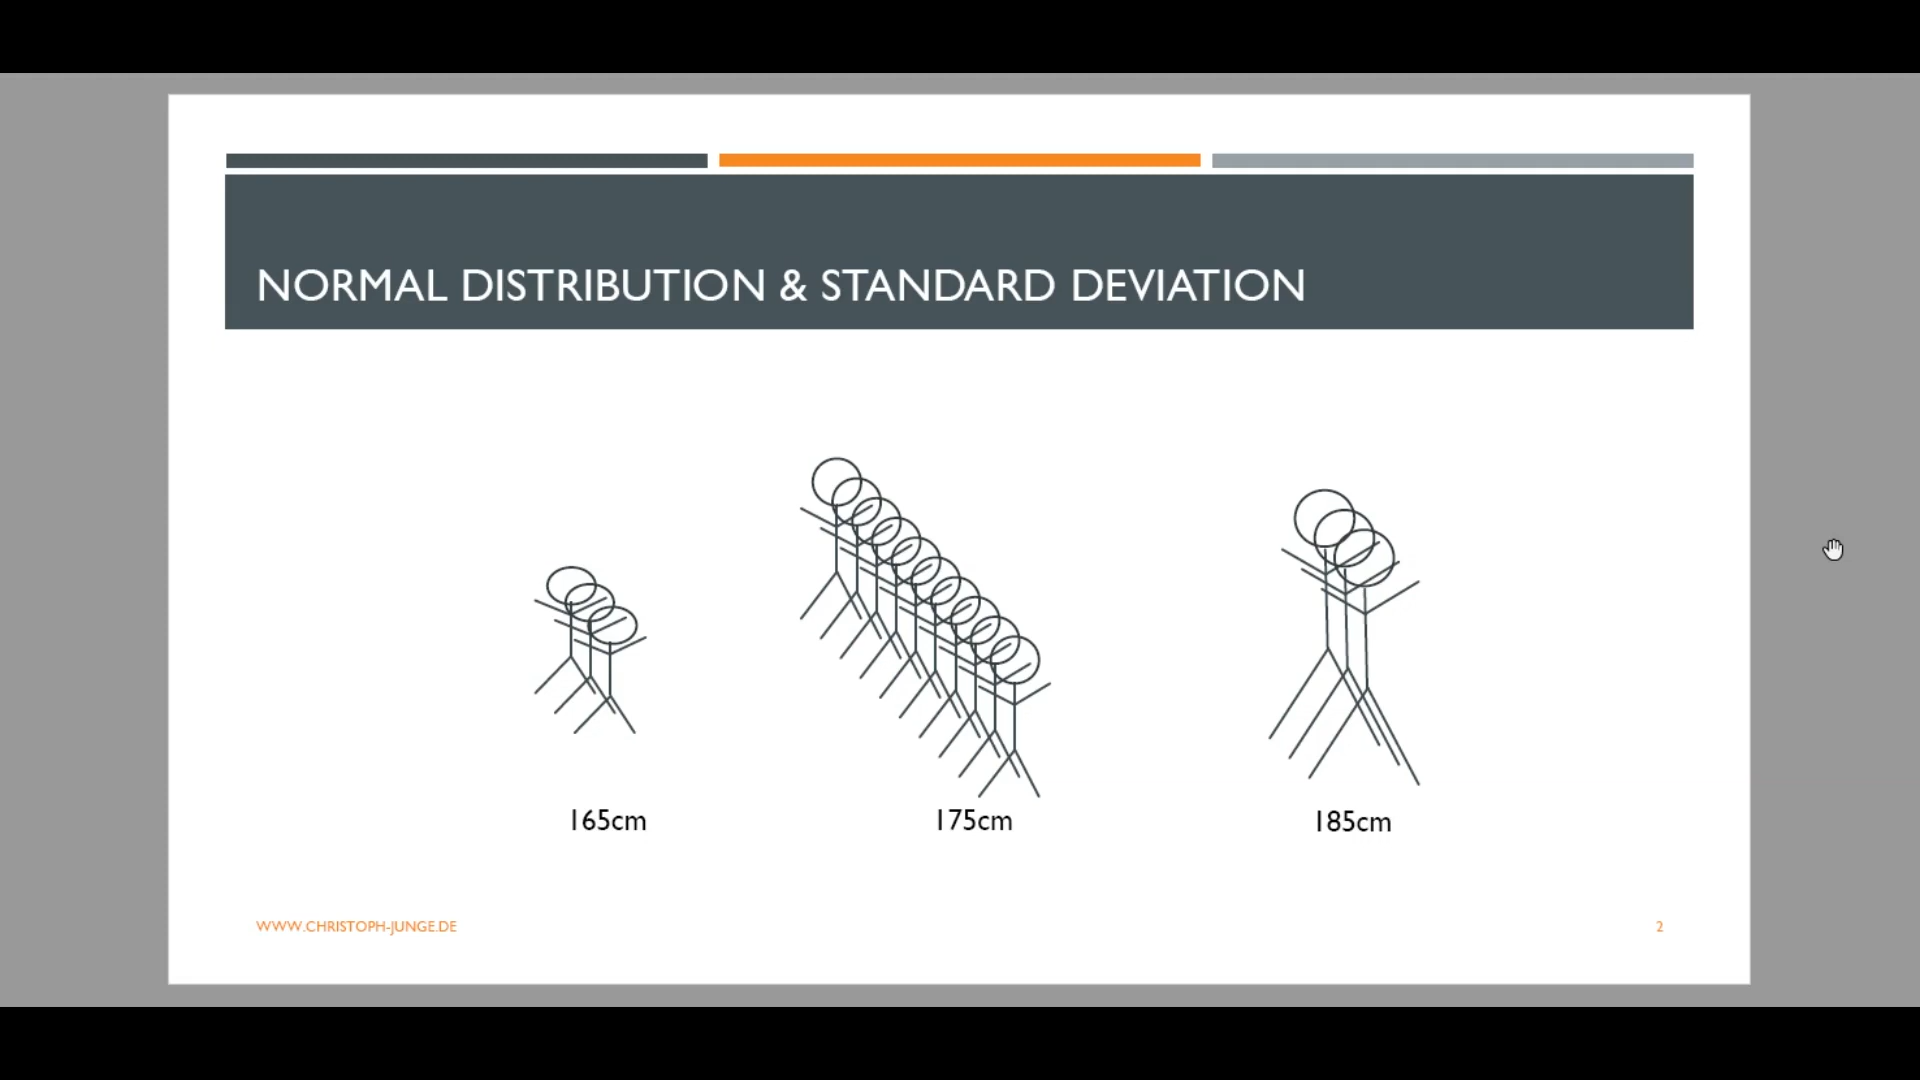 NORMAL DISTRIBUTION & STANDARD DEVIATION
165cm
175cm
185cm
WWW.CHRISTOPH-JUNGE.DE
2